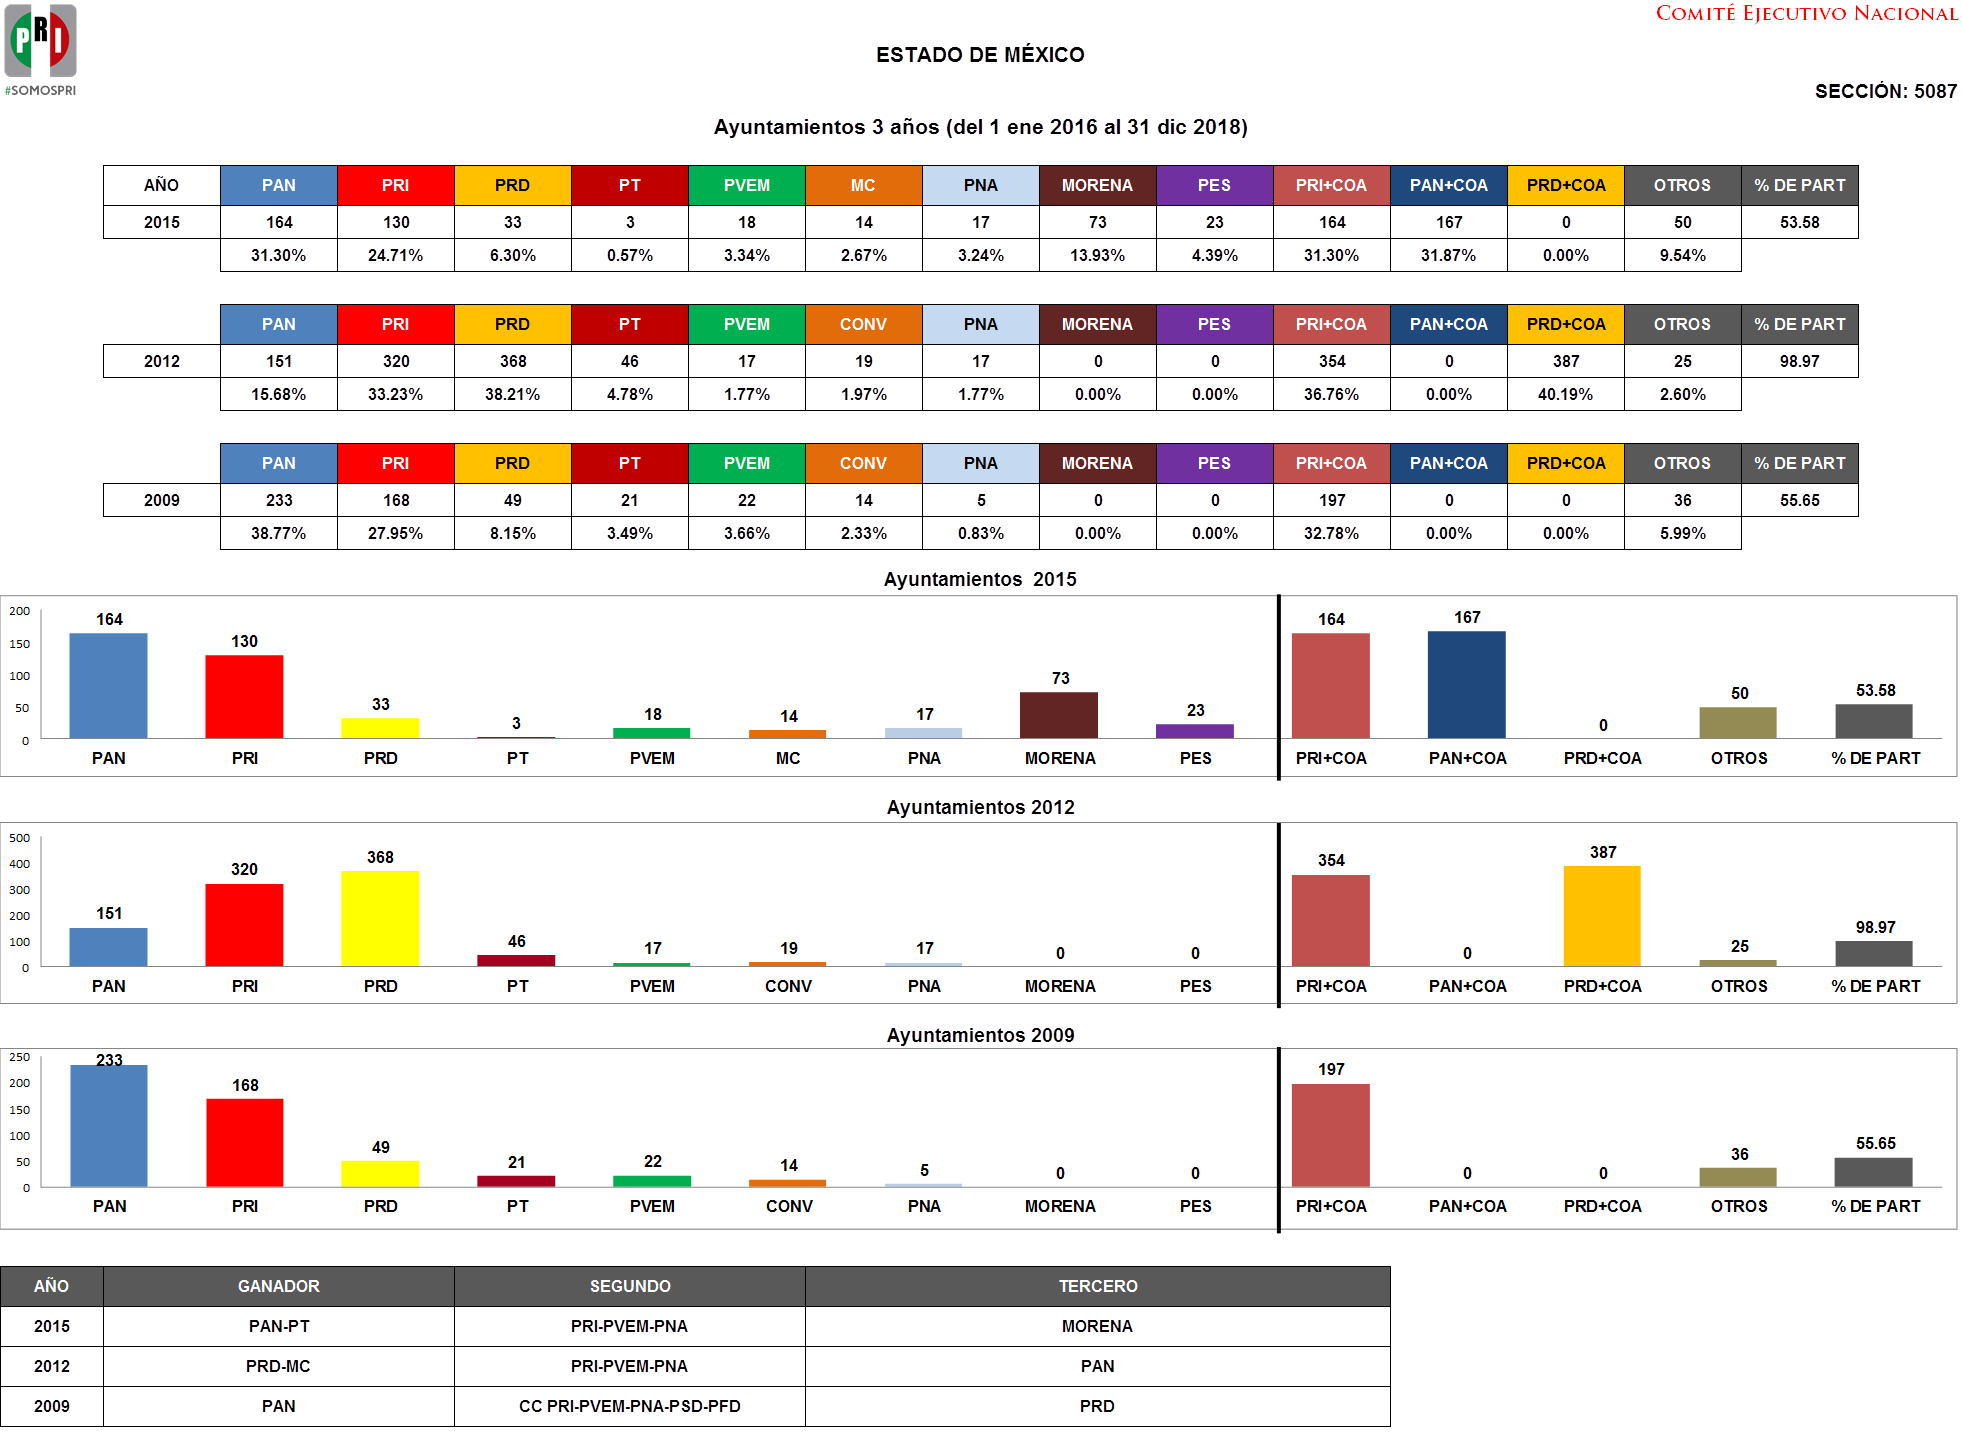 PRI
#SOMOSPRI
COMITÉ EJECUTIVO NACIONAL
ESTADO DE MÉXICO
SECCIÓN: 5087
Ayuntamientos 3 años (del 1 ene 2016 al 31 dic 2018)
AÑO PAN PRI PRD PT PVEM MC PNA MORENA PES PRI+COA PAN+COA PRD+COA OTROS % DE PART
2015 164 130 33 3 18 14 17 73 23 164 167 0 50 53.58
31.30% 24.71% 6.30% 0.57% 3.34% 2.67% 3.24% 13.93% 4.39% 31.30% 31.87% 0.00% 9.54%
PAN PRI PRD PT PVEM CONV PNA MORENA PES PRI+COA PAN+COA PRD+COA OTROS % DE PART
2012 151 320 368 46 17 19 17 0 0 354 0 387 25 98.97
15.68% 33.23% 38.21% 4.78% 1.77% 1.97% 1.77% 0.00% 0.00% 36.76% 0.00% 40.19% 2.60%
PAN PRI PRD PT PVEM CONV PNA MORENA PES PRI+COA PAN+COA PRD+COA OTROS % DE PART
2009 233 168 49 21 22 14 5 0 0 197 0 0 36 55.65
38.77% 27.95% 8.15% 3.49% 3.66% 2.33% 0.83% 0.00% 0.00% 32.78% 0.00% 0.00% 5.99%
Ayuntamientos 2015
200
150
100
50
0
164 130 33 3 18 14 17 73 23 164 167 0 50 53.58
PAN PRI PRD PT PVEM MC PNA MORENA PES PRI+COA PAN+COA PRD+COA OTROS % DE PART
Ayuntamientos 2012
500
400
300
200
100
0
151 320 368 46 17 19 17 0 0 354 0 387 25 98.97
PAN PRI PRD PT PVEM CONV PNA MORENA PES PRI+COA PAN+COA PRD+COA OTROS % DE PART
Ayuntamientos 2009
250
200
150
100
50
0
233 168 49 21 22 14 5 0 0 197 0 0 36 55.65
PAN PRI PRD PT PVEM CONV PNA MORENA PES PRI+COA PAN+COA PRD+COA OTROS % DE PART
AÑO GANADOR SEGUNDO TERCERO
2015 PAN-PT PRI-PVEM-PNA MORENA
2012 PRD-MC PRI-PVEM-PNA PAN
2009 PAN CC PRI-PVEM-PNA-PSD-PFD PRD